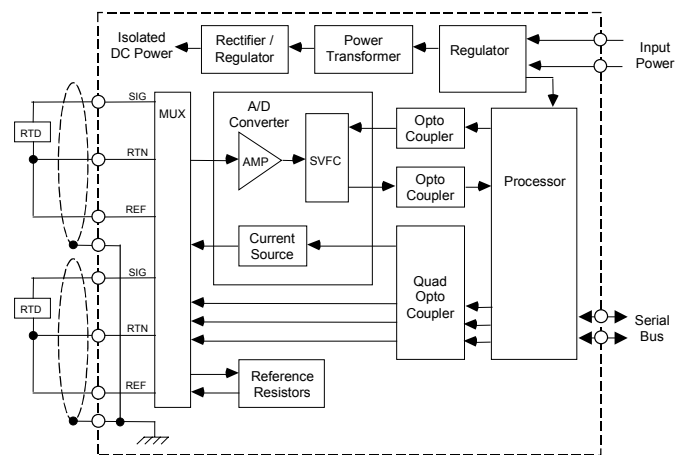 Isolated
DC Power
Rectifier /
Regulator
Power
Transformer
Regulator
Input
Power
SIG
MUX
A/D
Converter
Opto
Coupler
RTD
RTN
AMP
SVFC
Opto
Coupler
Processor
REF
Current
Source
SIG
Quad
Opto
Coupler
RTD
RTN
Serial
Bus
REF
Reference
Resistors